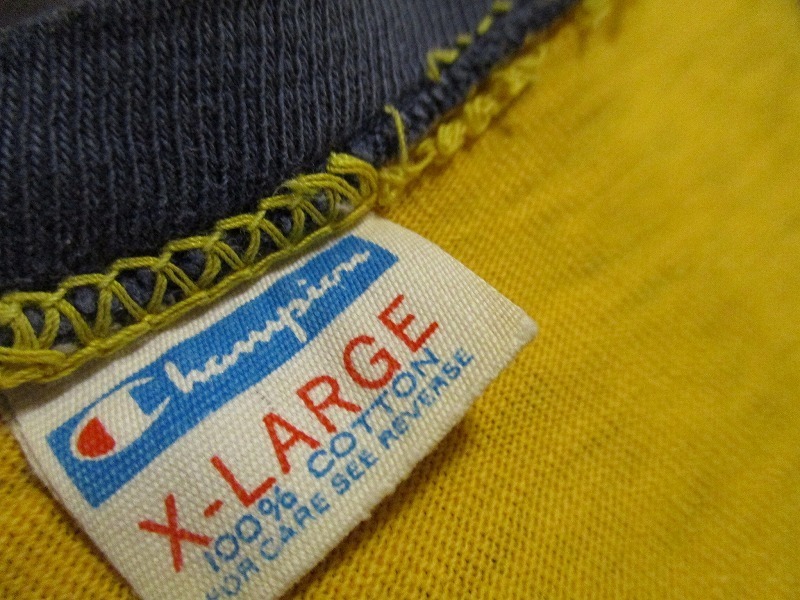 Champion
X-LARGE
100% COTTON
FOR CARE SEE REVERSE